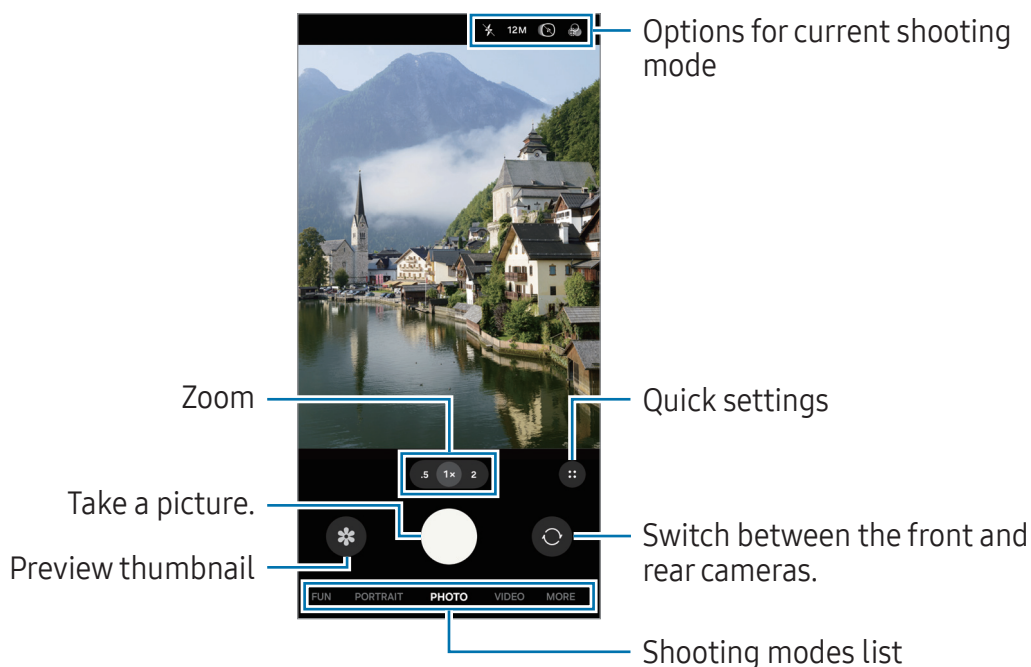 12M
Options for current shooting
mode
Zoom
Quick settings
.5 1× 2
Take a picture.
Switch between the front and
rear cameras.
Preview thumbnail
FUN PORTRAIT PHOTO VIDEO MORE
Shooting modes list